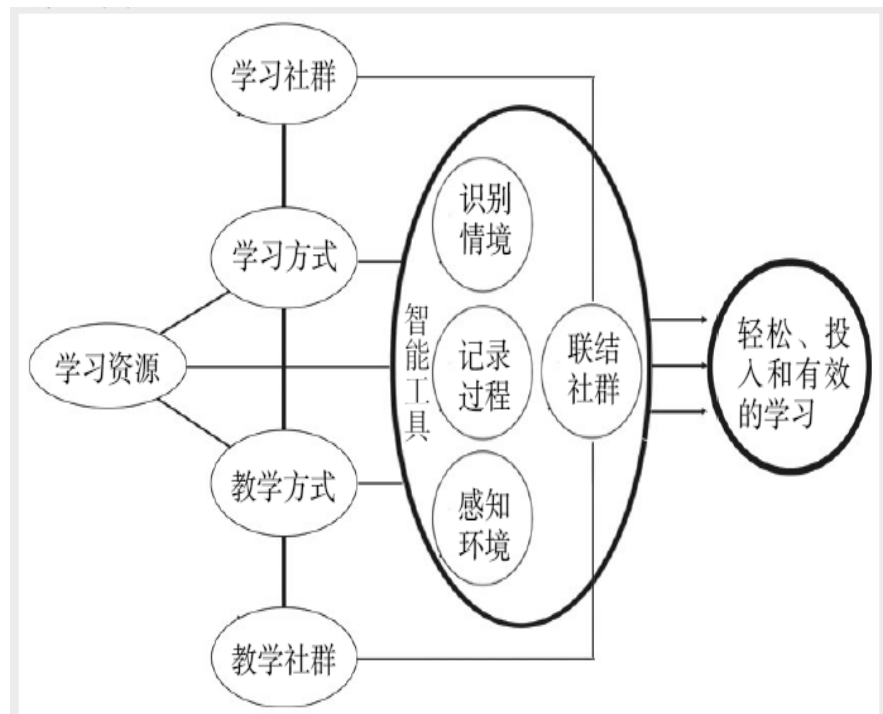 学习社群
识别
情境
学习方式
智
能
工
具
学习资源
记录
过程
联结
社群
轻松、投
入和有效
的学习
教学方式
感知
环境
教学社群